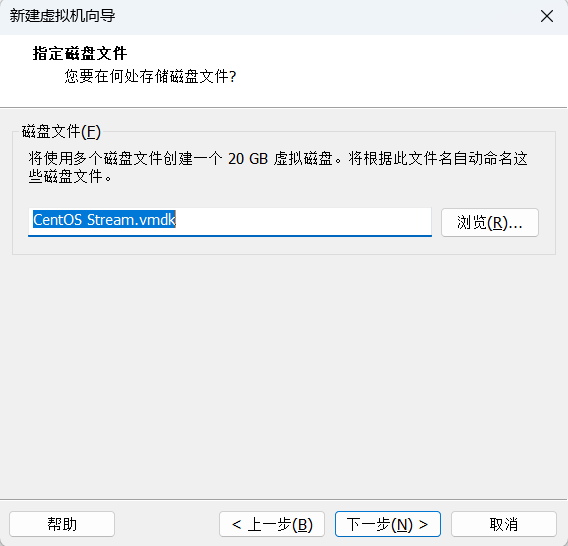 新建虚拟机向导
指定磁盘文件
您要在何处存储磁盘文件?
磁盘文件(F)
将使用多个磁盘文件创建一个 20 GB 虚拟磁盘。将根据此文件名自动命名这
些磁盘文件。
CentOS Stream.vmdk
浏览(R)...
帮助
< 上一步(B)
下一步(N) >
取消